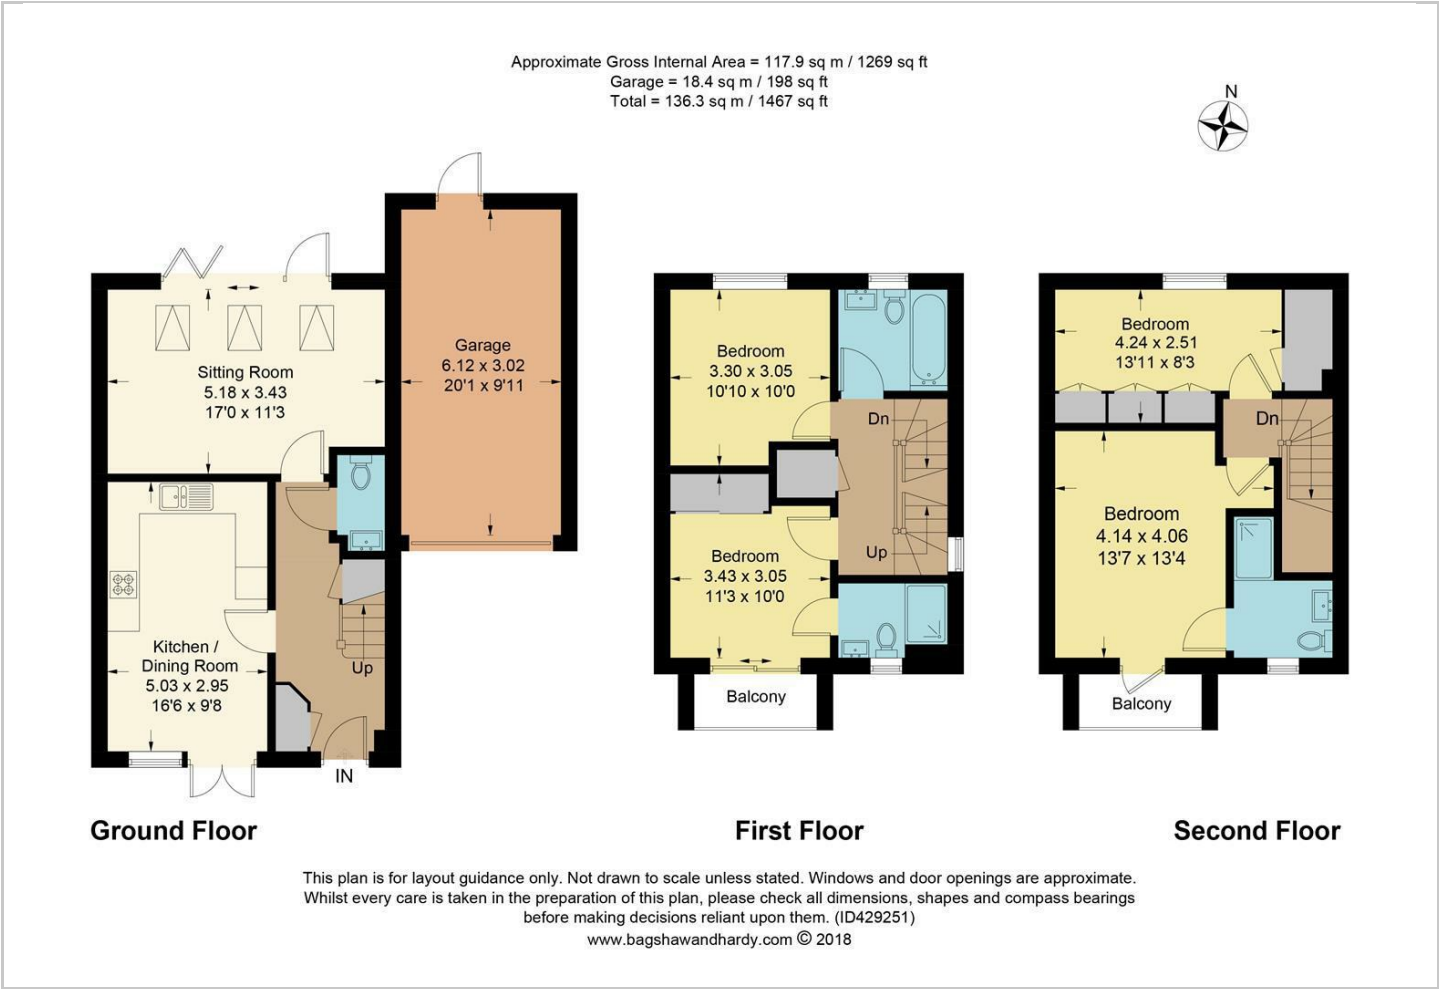 Approximate Gross Internal Area = 117.9 sq m / 1269 sq ft
Garage = 18.4 sq m / 198 sq ft
Total = 136.3 sq m / 1467 sq ft
N
Sitting Room
5.18 x 3.43
17'0 x 11'3
Garage
6.12 x 3.02
20'1 x 9'11
Kitchen /
Dining Room
5.03 x 2.95
16'6 x 9'8
Up
IN
Ground Floor
Bedroom
3.30 x 3.05
10'10 x 10'0
Dn
Up
Bedroom
3.43 x 3.05
11'3 x 10'0
Balcony
First Floor
Bedroom
4.24 x 2.51
13'11 x 8'3
Dn
Bedroom
4.14 x 4.06
13'7 x 13'4
Balcony
Second Floor
This plan is for layout guidance only. Not drawn to scale unless stated. Windows and door openings are approximate.
Whilst every care is taken in the preparation of this plan, please check all dimensions, shapes and compass bearings
before making decisions reliant upon them. (ID429251)
www.bagshawandhardy.com © 2018